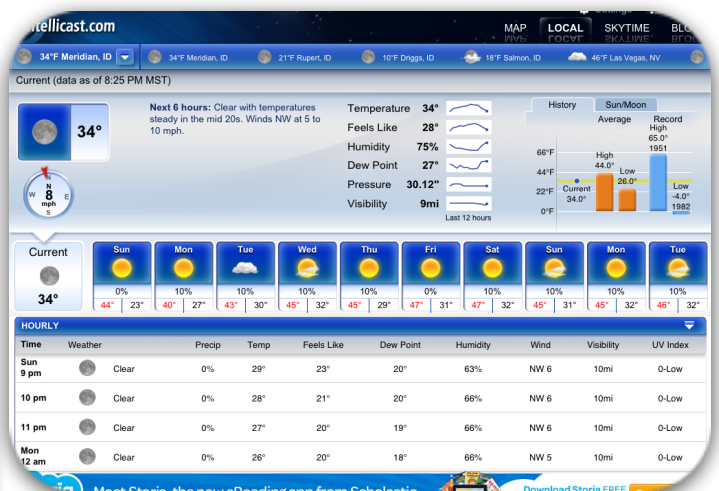 tellicast.com
MAP LOCAL SKYTIME BLO
34°F Meridian, ID 34°F Meridian, ID 21°F Rupert, ID 10°F Driggs, ID 18°F Salmon, ID 46°F Las Vegas, NV
Current (data as of 8:25 PM MST)
34°
N
W 8 E
mph
S
Next 6 hours: Clear with temperatures
steady in the mid 20s. Winds NW at 5 to
10 mph.
Temperature 34°
Feels Like 28°
Humidity 75%
Dew Point 27°
Pressure 30.12"
Visibility 9mi
Last 12 hours
History Sun/Moon
Average Record
High
65.0°
1951
66°F
44°F
22°F
0°F
High
44.0°
Low
26.0°
Current
34.0°
Low
-4.0°
1982
Current
34°
Sun Mon Tue Wed Thu Fri Sat Sun Mon Tue
0% 10% 10% 10% 10% 0% 10% 10% 10% 10%
44° 23° 40° 27° 43° 30° 45° 32° 45° 29° 47° 31° 47° 32° 45° 31° 45° 32° 46° 32°
HOURLY
Time Weather Precip Temp Feels Like Dew Point Humidity Wind Visibility UV Index
Sun
9 pm Clear 0% 29° 23° 20° 63% NW 6 10mi 0-Low
10 pm Clear 0% 28° 21° 20° 66% NW 6 10mi 0-Low
11 pm Clear 0% 27° 20° 19° 66% NW 6 10mi 0-Low
Mon
12 am Clear 0% 26° 20° 18° 66% NW 5 10mi 0-Low
Meet Storia, the new eReading app from Scholastic
Download Storia FREE